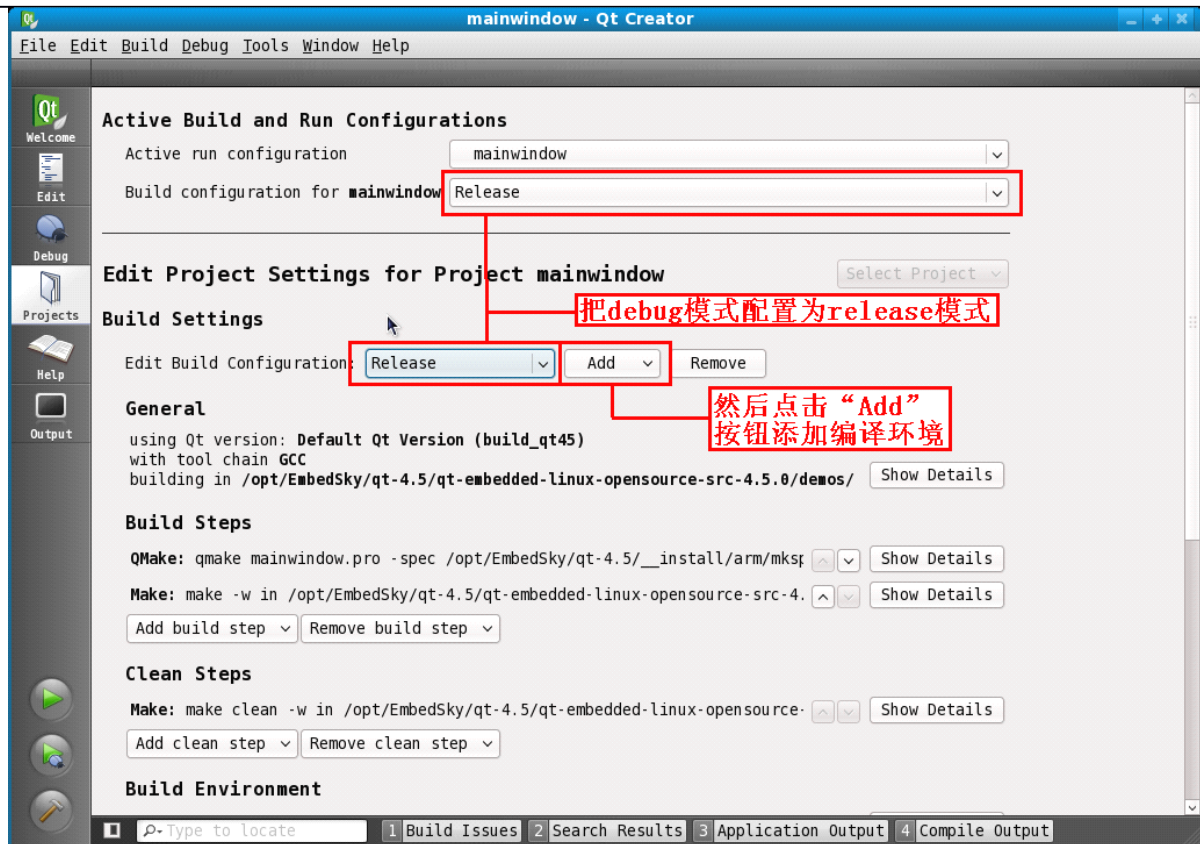 mainwindow - Qt Creator
File Edit Build Debug Tools Window Help
Welcome
Edit
Debug
Projects
Help
Output
Active Build and Run Configurations
Active run configuration mainwindow
Build configuration for mainwindow Release
Edit Project Settings for Project mainwindow Select Project
把debug模式配置为release模式
Build Settings
Edit Build Configuration: Release Add Remove
然后点击“Add”
按钮添加编译环境
General
using Qt version: Default Qt Version (build_qt45)
with tool chain GCC
building in /opt/EmbedSky/qt-4.5/qt-embedded-linux-opensource-src-4.5.0/demos/ Show Details
Build Steps
QMake: qmake mainwindow.pro -spec /opt/EmbedSky/qt-4.5/__install/arm/mksp Show Details
Make: make -w in /opt/EmbedSky/qt-4.5/qt-embedded-linux-opensource-src-4. Show Details
Add build step Remove build step
Clean Steps
Make: make clean -w in /opt/EmbedSky/qt-4.5/qt-embedded-linux-opensource- Show Details
Add clean step Remove clean step
Build Environment
Type to locate 1 Build Issues 2 Search Results 3 Application Output 4 Compile Output